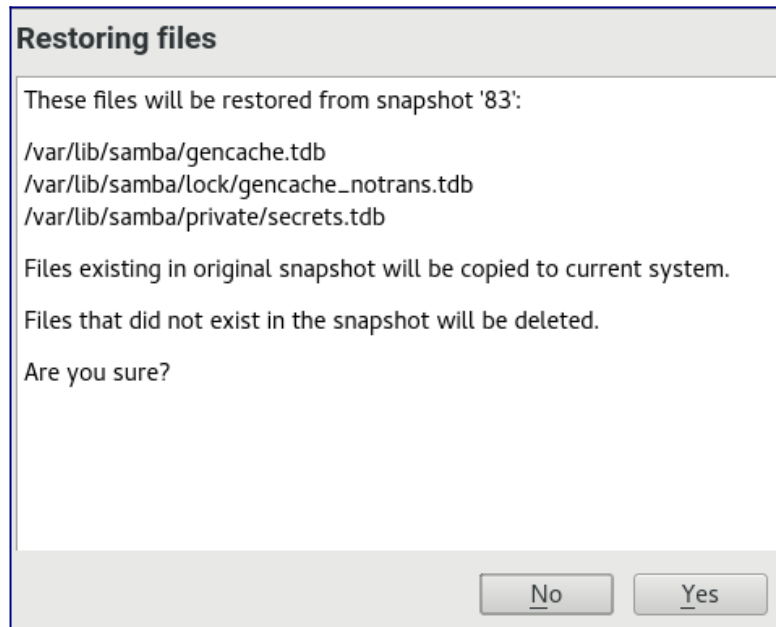 Restoring files
These files will be restored from snapshot '83':
/var/lib/samba/gencache.tdb
/var/lib/samba/lock/gencache_notrans.tdb
/var/lib/samba/private/secrets.tdb
Files existing in original snapshot will be copied to current system.
Files that did not exist in the snapshot will be deleted.
Are you sure?
No
Yes